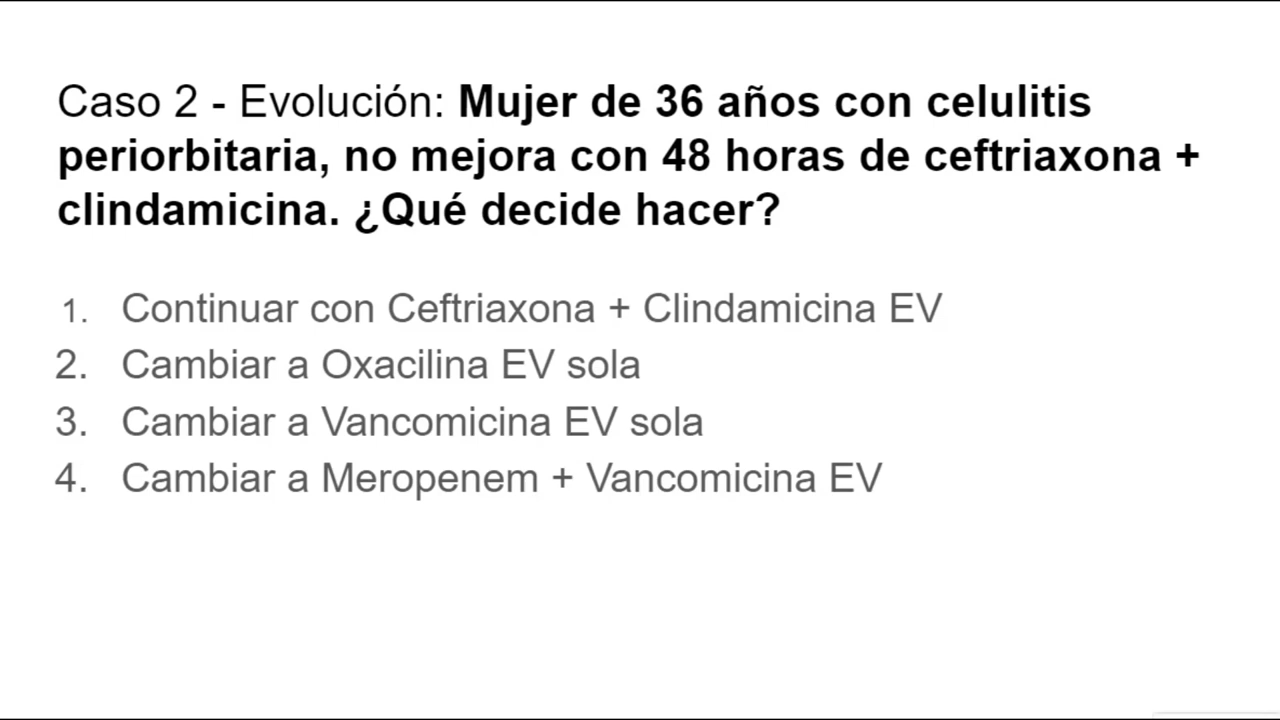 Caso 2 - Evolución: Mujer de 36 años con celulitis
periorbitaria, no mejora con 48 horas de ceftriaxona +
clindamicina. ¿Qué decide hacer?
1. Continuar con Ceftriaxona + Clindamicina EV
2. Cambiar a Oxacilina EV sola
3. Cambiar a Vancomicina EV sola
4. Cambiar a Meropenem + Vancomicina EV